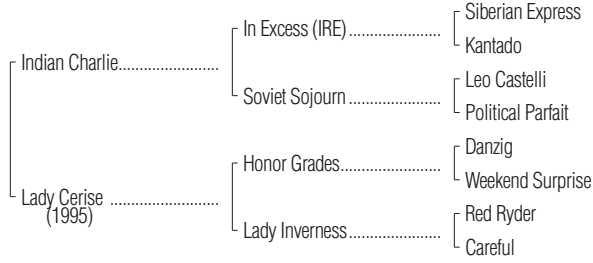 Siberian Express
In Excess (IRE)
Kantado
Indian Charlie
Leo Castelli
Soviet Sojourn
Political Parfait
Danzig
Honor Grades
Weekend Surprise
Lady Cerise
(1995)
Red Ryder
Lady Inverness
Careful